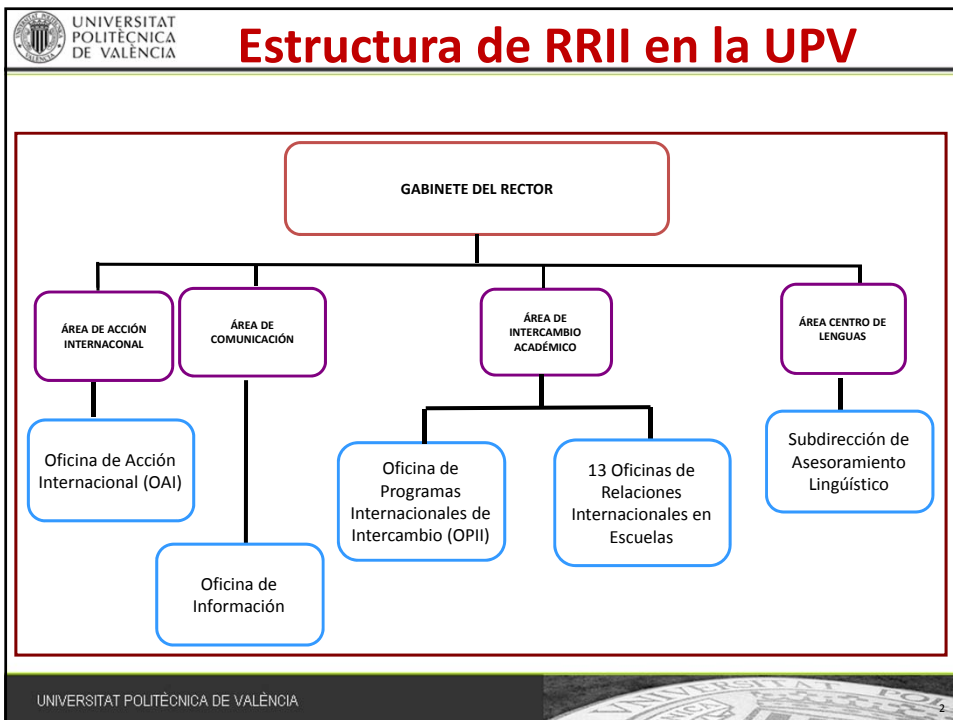 UNIVERSITAT
POLITÈCNICA
DE VALÈNCIA
Estructura de RRII en la UPV
GABINETE DEL RECTOR
ÁREA DE ACCIÓN
INTERNACONAL
ÁREA DE
COMUNICACIÓN
ÁREA DE
INTERCAMBIO
ACADÉMICO
ÁREA CENTRO DE
LENGUAS
Oficina de Acción
Internacional (OAI)
Oficina de
Información
Oficina de
Programas
Internacionales de
Intercambio (OPII)
13 Oficinas de
Relaciones
Internacionales en
Escuelas
Subdirección de
Asesoramiento
Lingúístico
UNIVERSITAT POLITÈCNICA DE VALÈNCIA
2